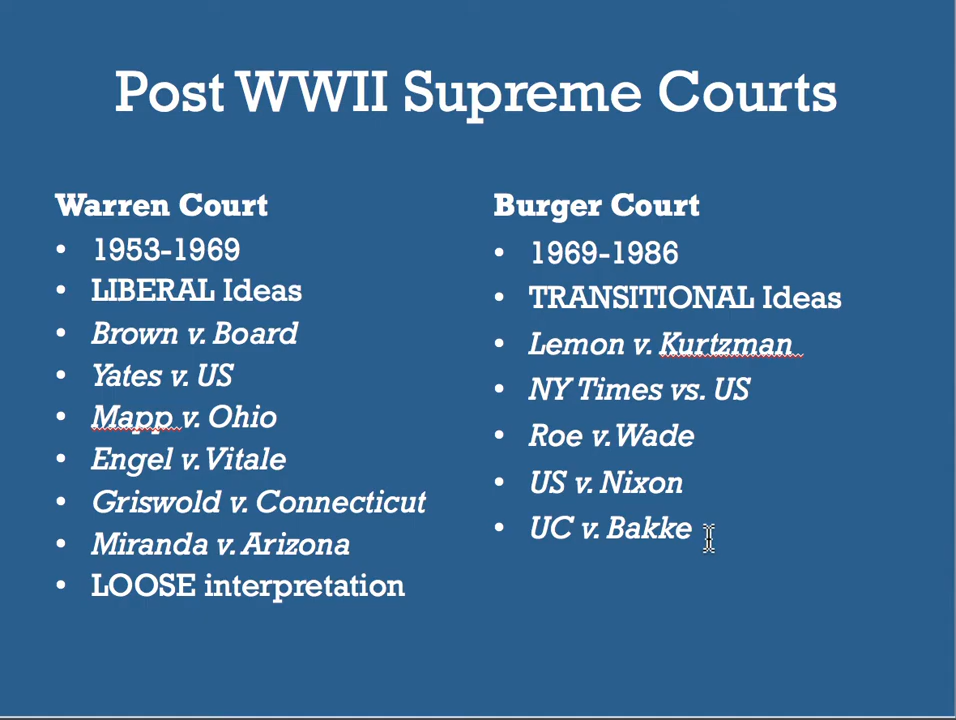 Post WWII Supreme Courts
Warren Court
• 1953-1969
• LIBERAL Ideas
• Brown v. Board
• Yates v. US
• Mapp v. Ohio
• Engel v. Vitale
• Griswold v. Connecticut
• Miranda v. Arizona
• LOOSE interpretation
Burger Court
• 1969-1986
• TRANSITIONAL Ideas
• Lemon v. Kurtzman
• NY Times vs. US
• Roe v. Wade
• US v. Nixon
• UC v. Bakke